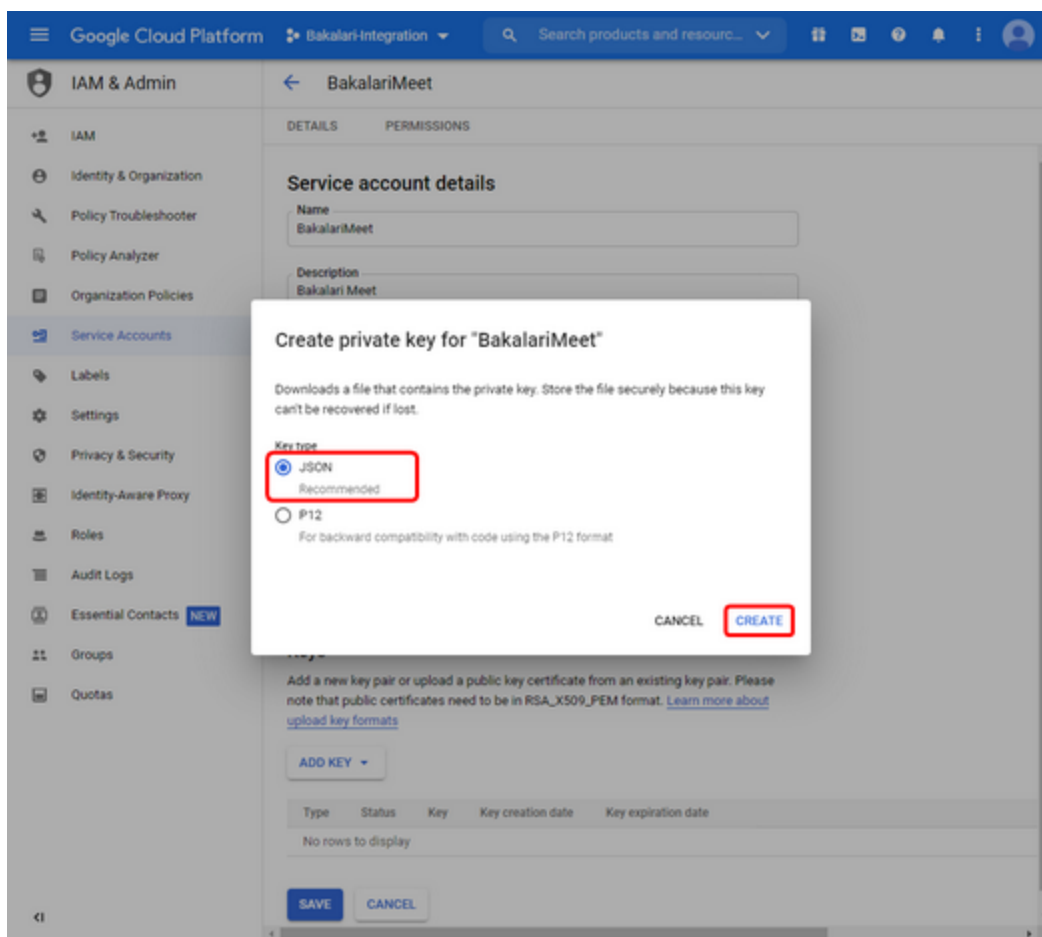 Google Cloud Platform
Bakalari-Integration
Search products and resourc...
IAM & Admin
BakalariMeet
IAM
Identity & Organization
Policy Troubleshooter
Policy Analyzer
Organization Policies
Service Accounts
Labels
Settings
Privacy & Security
Identity-Aware Proxy
Roles
Audit Logs
Essential Contacts NEW
Groups
Quotas
DETAILS PERMISSIONS
Service account details
Name
BakalariMeet
Description
Bakalari Meet
Create private key for "BakalariMeet"
Downloads a file that contains the private key. Store the file securely because this key
can't be recovered if lost.
Key type
JSON
Recommended
P12
For backward compatibility with code using the P12 format
CANCEL CREATE
Keys
Add a new key pair or upload a public key certificate from an existing key pair. Please
note that public certificates need to be in RSA_X509_PEM format. Learn more about
upload key formats
ADD KEY
Type Status Key Key creation date Key expiration date
No rows to display
SAVE CANCEL